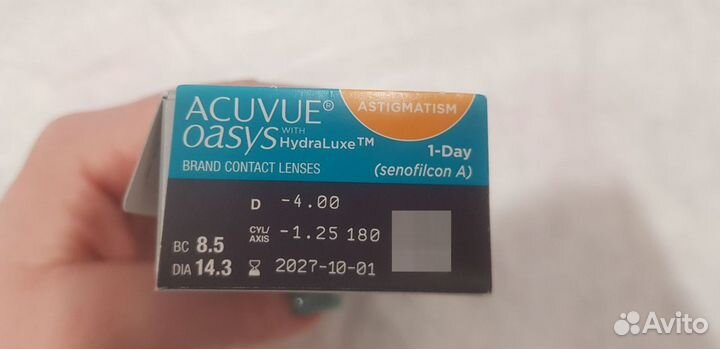 ACUVUE®
OASYS WITH HydraLuxe™
BRAND CONTACT LENSES
ASTIGMATISM
1-Day
(senofilcon A)
D -4.00
CYL/AXIS -1.25 180
BC 8.5
DIA 14.3 2027-10-01
Avito